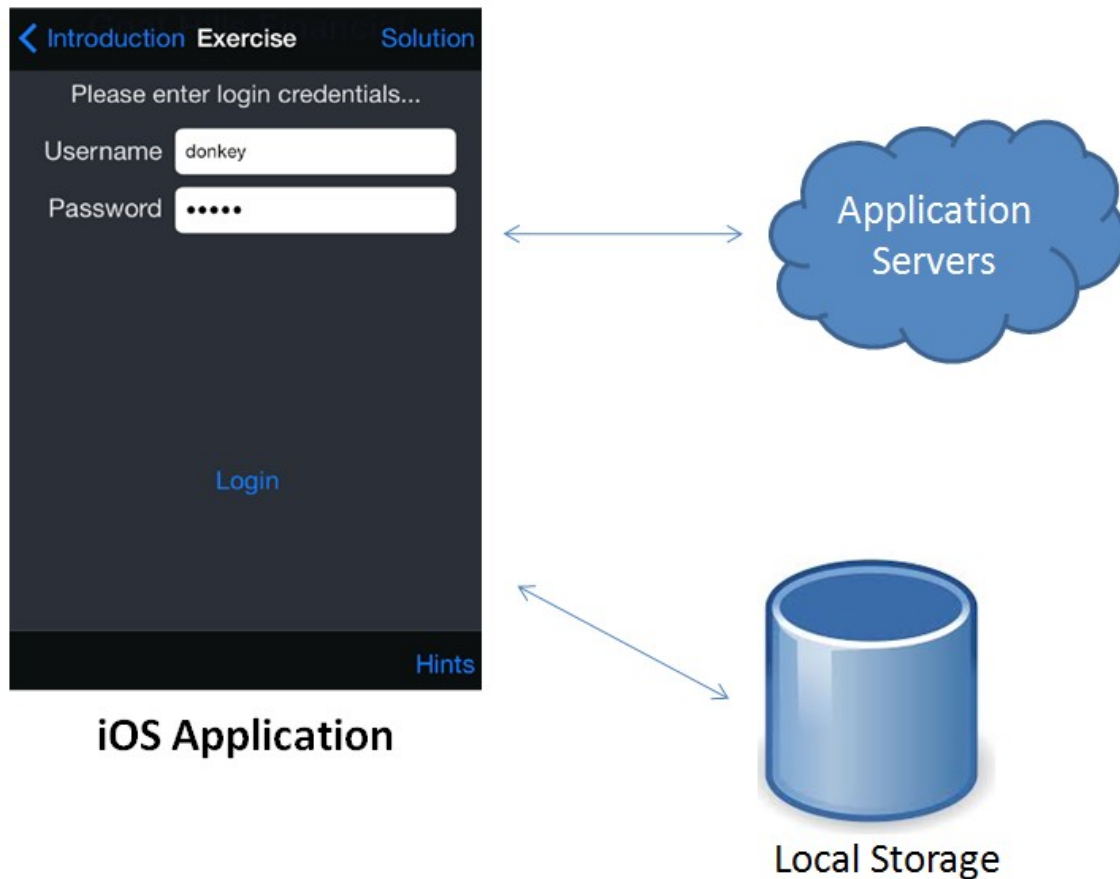 Introduction Exercise Solution
Please enter login credentials...
Username donkey
Password •••••
Login
Hints
iOS Application
Application
Servers
Local Storage